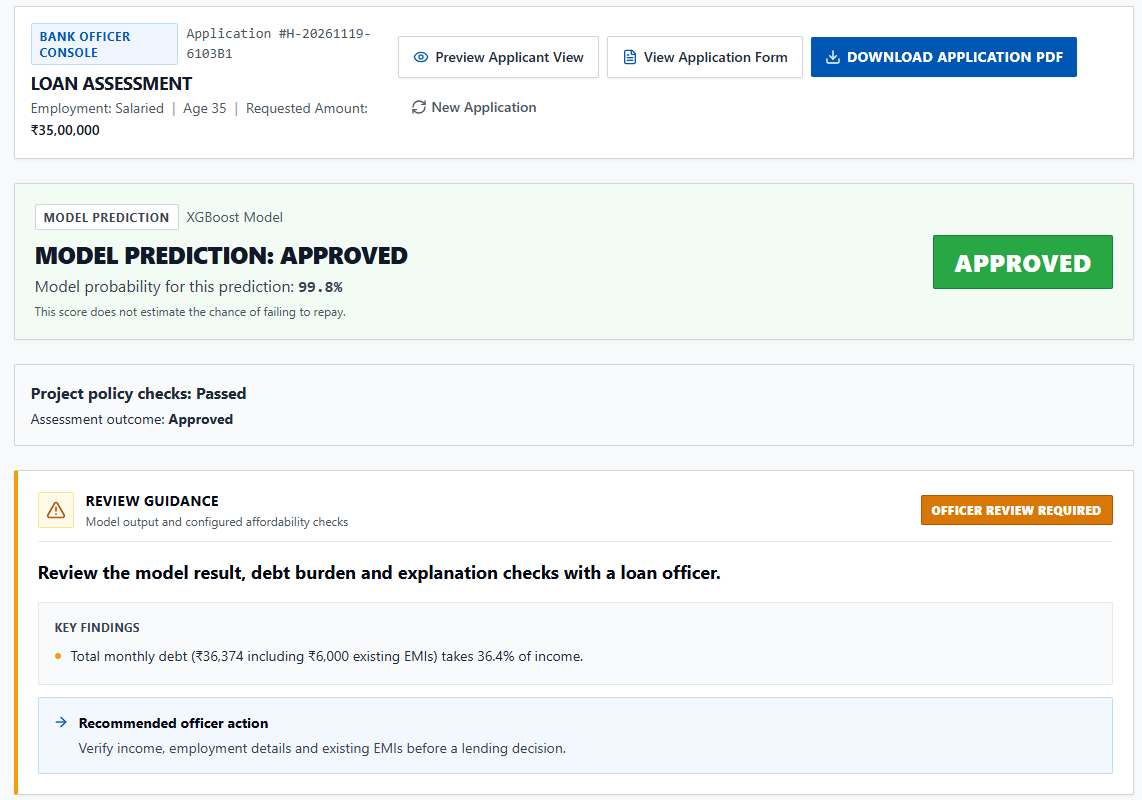 BANK OFFICER
CONSOLE
Application #H-20261119-
6103B1
LOAN ASSESSMENT
Employment: Salaried | Age 35 | Requested Amount:
₹35,00,000
Preview Applicant View
View Application Form
DOWNLOAD APPLICATION PDF
New Application
MODEL PREDICTION XGBoost Model
MODEL PREDICTION: APPROVED
Model probability for this prediction: 99.8%
This score does not estimate the chance of failing to repay.
APPROVED
Project policy checks: Passed
Assessment outcome: Approved
REVIEW GUIDANCE
Model output and configured affordability checks
OFFICER REVIEW REQUIRED
Review the model result, debt burden and explanation checks with a loan officer.
KEY FINDINGS
Total monthly debt (₹36,374 including ₹6,000 existing EMIs) takes 36.4% of income.
Recommended officer action
Verify income, employment details and existing EMIs before a lending decision.